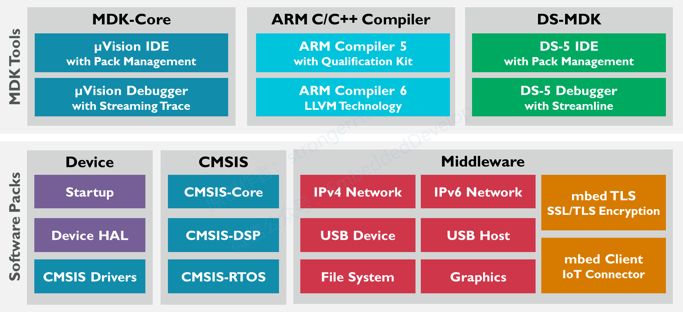 MDK Tools
MDK-Core
µVision IDE
with Pack Management
µVision Debugger
with Streaming Trace
ARM C/C++ Compiler
ARM Compiler 5
with Qualification Kit
ARM Compiler 6
LLVM Technology
DS-MDK
DS-5 IDE
with Pack Management
DS-5 Debugger
with Streamline
Software Packs
Device
Startup
Device HAL
CMSIS Drivers
CMSIS
CMSIS-Core
CMSIS-DSP
CMSIS-RTOS
Middleware
IPv4 Network
IPv6 Network
USB Device
USB Host
File System
Graphics
mbed TLS
SSL/TLS Encryption
mbed Client
IoT Connector